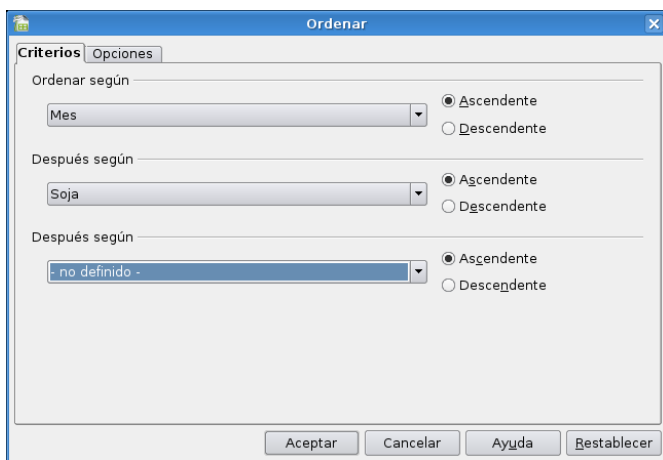 Ordenar
Criterios Opciones
Ordenar según
Mes
Ascendente
Descendente
Después según
Soja
Ascendente
Descendente
Después según
- no definido -
Ascendente
Descendente
Aceptar Cancelar Ayuda Restablecer